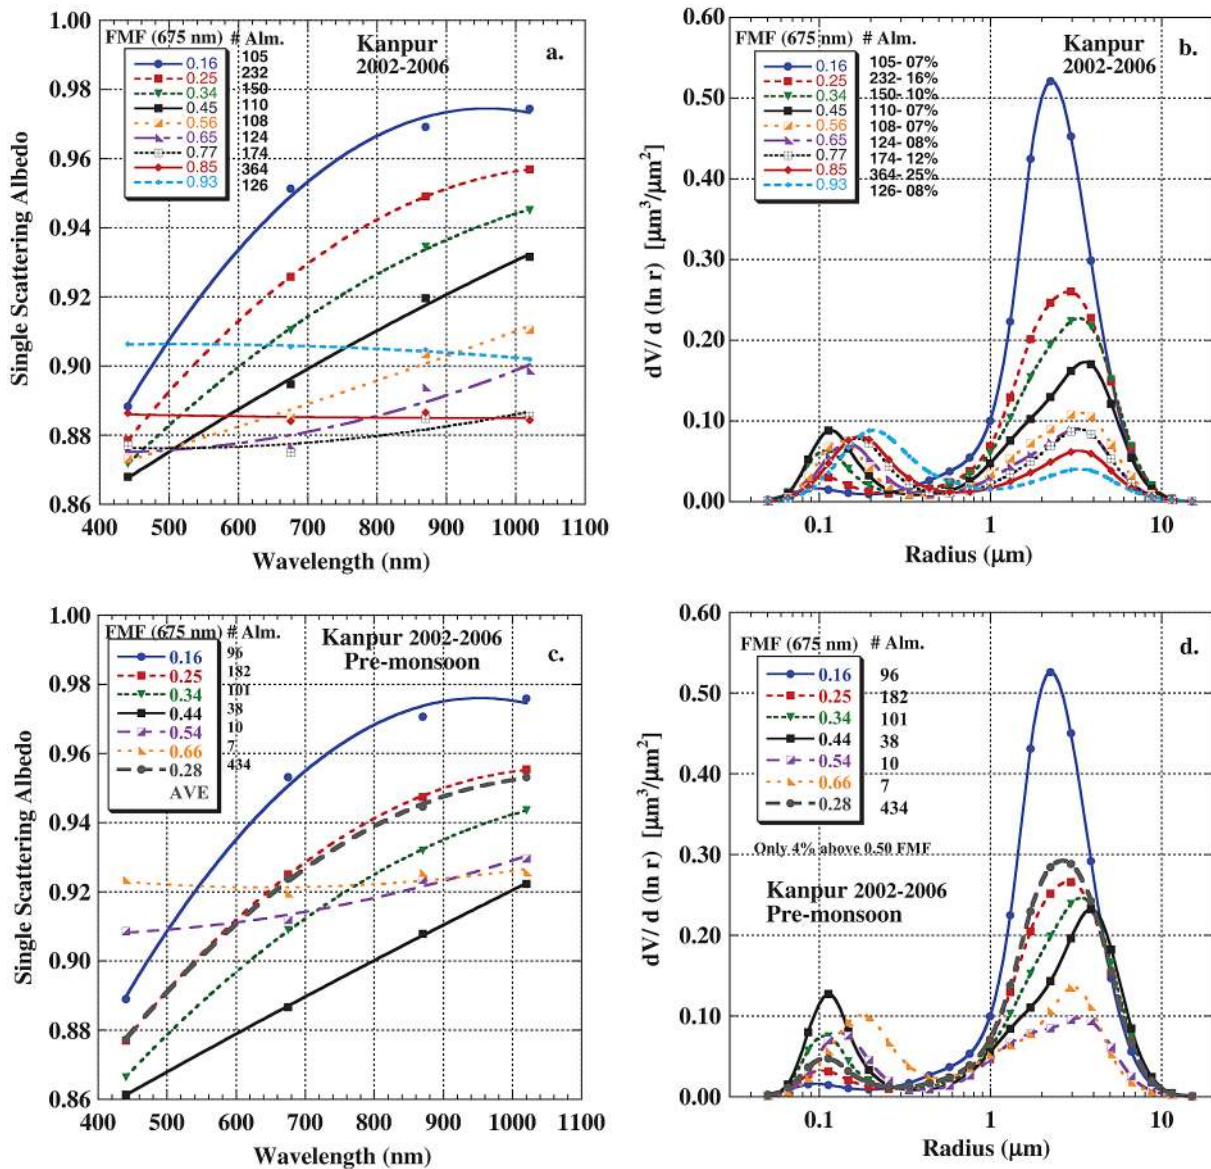 a.
FMF (675 nm) # Alm.
Kanpur
2002-2006
0.16 105
0.25 232
0.34 150
0.45 110
0.56 108
0.65 124
0.77 174
0.85 364
0.93 126
Single Scattering Albedo
1.00
0.98
0.96
0.94
0.92
0.90
0.88
0.86
400 500 600 700 800 900 1000 1100
Wavelength (nm)
b.
FMF (675 nm) # Alm.
Kanpur
2002-2006
0.16 105- 07%
0.25 232- 16%
0.34 150- 10%
0.45 110- 07%
0.56 108- 07%
0.65 124- 08%
0.77 174- 12%
0.85 364- 25%
0.93 126- 08%
dV/ d (ln r) [μm³/μm²]
0.60
0.50
0.40
0.30
0.20
0.10
0.00
0.1 1 10
Radius (μm)
c.
FMF (675 nm) # Alm.
Kanpur 2002-2006
Pre-monsoon
0.16 96
0.25 182
0.34 101
0.44 38
0.54 10
0.66 7
0.28 434
AVE
Single Scattering Albedo
1.00
0.98
0.96
0.94
0.92
0.90
0.88
0.86
400 500 600 700 800 900 1000 1100
Wavelength (nm)
d.
FMF (675 nm) # Alm.
0.16 96
0.25 182
0.34 101
0.44 38
0.54 10
0.66 7
0.28 434
Only 4% above 0.50 FMF
Kanpur 2002-2006
Pre-monsoon
dV/ d (ln r) [μm³/μm²]
0.60
0.50
0.40
0.30
0.20
0.10
0.00
0.1 1 10
Radius (μm)